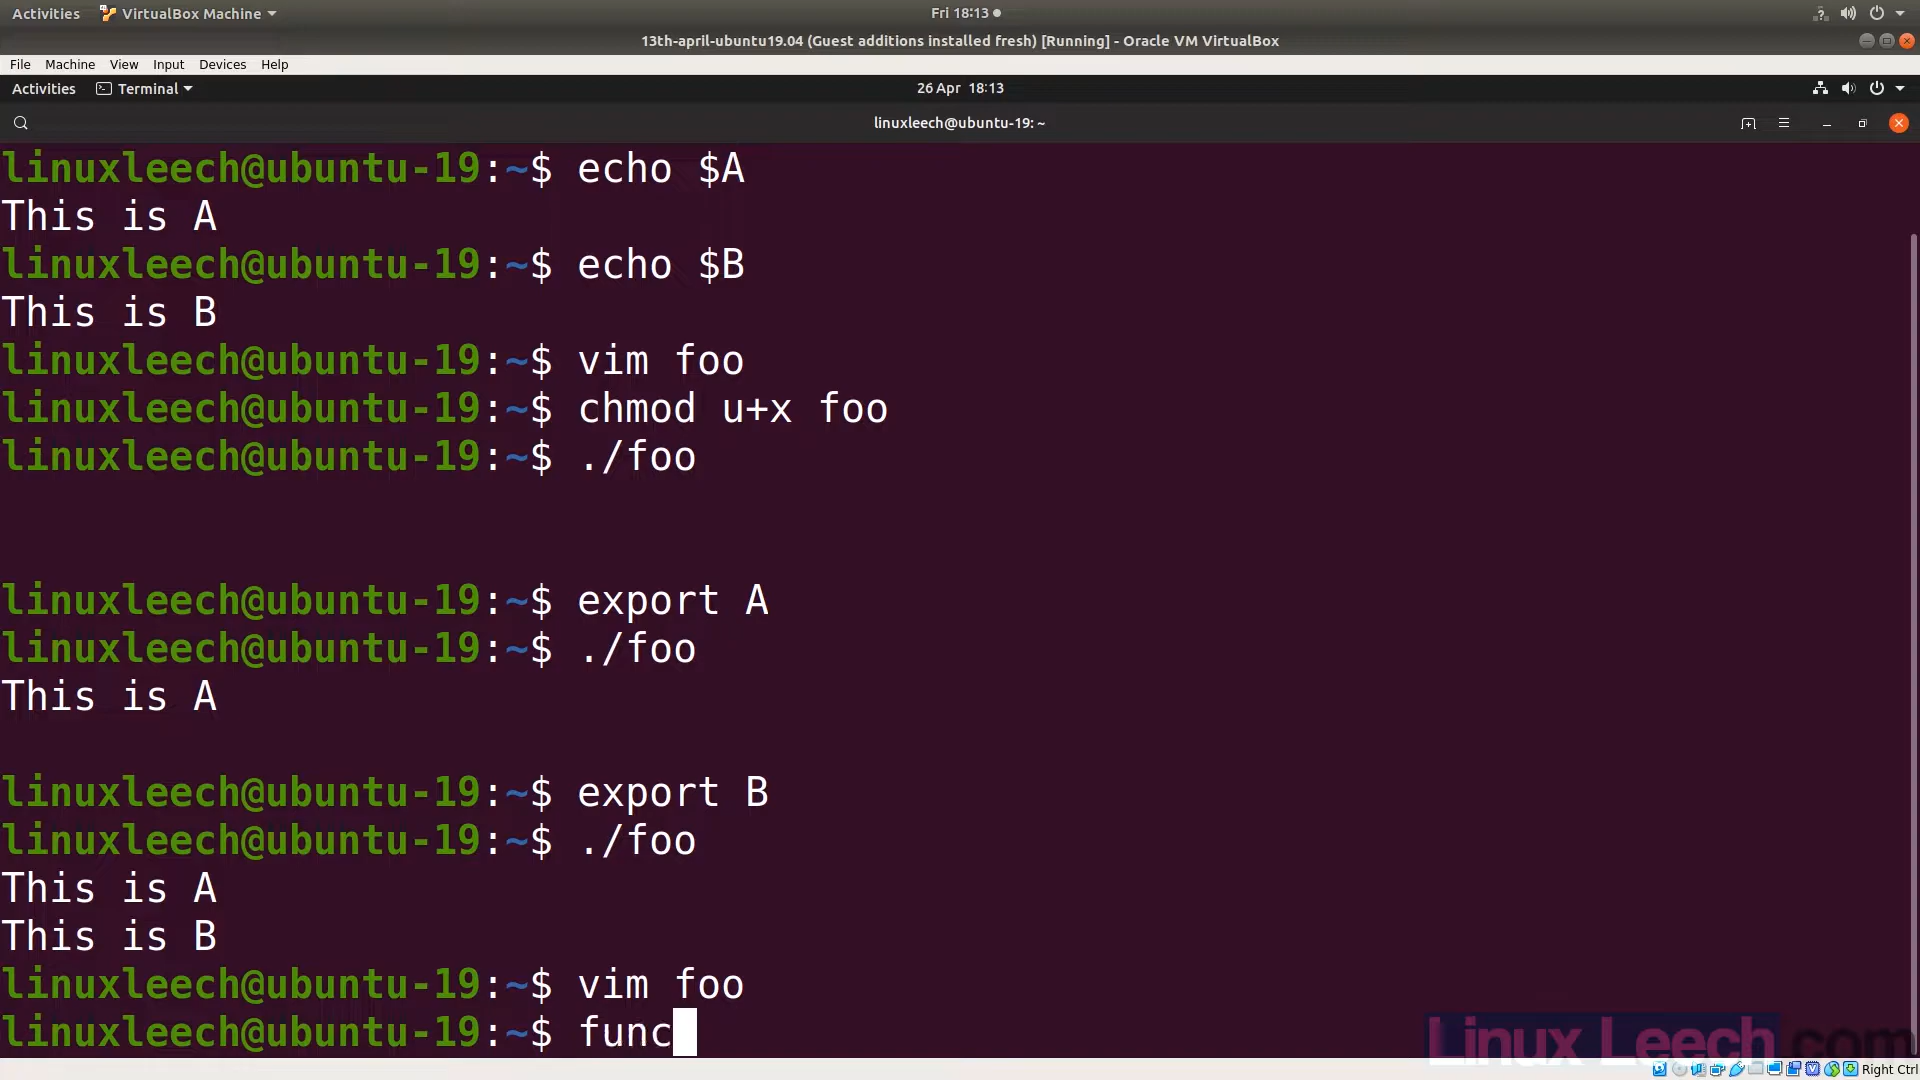 Activities VirtualBox Machine Fri 18:13
13th-april-ubuntu19.04 (Guest additions installed fresh) [Running] - Oracle VM VirtualBox
File Machine View Input Devices Help
Activities Terminal 26 Apr 18:13
linuxleech@ubuntu-19: ~
linuxleech@ubuntu-19:~$ echo $A
This is A
linuxleech@ubuntu-19:~$ echo $B
This is B
linuxleech@ubuntu-19:~$ vim foo
linuxleech@ubuntu-19:~$ chmod u+x foo
linuxleech@ubuntu-19:~$ ./foo
linuxleech@ubuntu-19:~$ export A
linuxleech@ubuntu-19:~$ ./foo
This is A
linuxleech@ubuntu-19:~$ export B
linuxleech@ubuntu-19:~$ ./foo
This is A
This is B
linuxleech@ubuntu-19:~$ vim foo
linuxleech@ubuntu-19:~$ func
Linux Leech.com
Right Ctrl